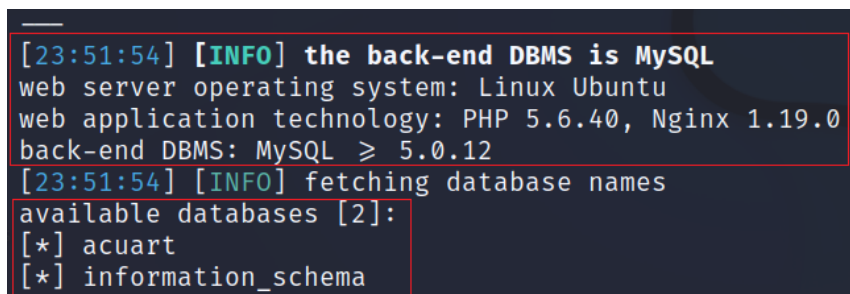 [23:51:54] [INFO] the back-end DBMS is MySQL
web server operating system: Linux Ubuntu
web application technology: PHP 5.6.40, Nginx 1.19.0
back-end DBMS: MySQL ≥ 5.0.12
[23:51:54] [INFO] fetching database names
available databases [2]:
[*] acuart
[*] information_schema